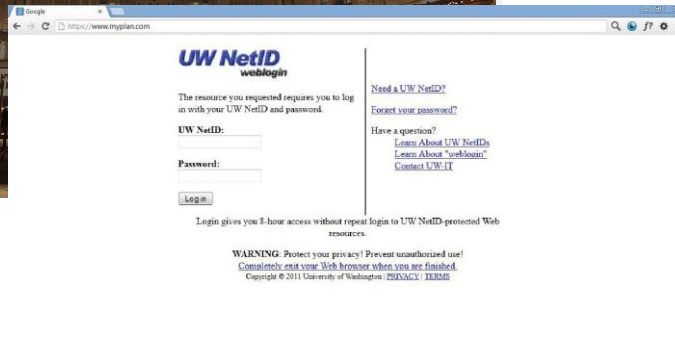 Google
https://www.myplan.com
UW NetID
weblogin
The resource you requested requires you to log
in with your UW NetID and password.
UW NetID:
Password:
Log in
Need a UW NetID?
Forget your password?
Have a question?
Learn About UW NetIDs
Learn About "weblogin"
Contact UW-IT
Login gives you 8-hour access without repeat login to UW NetID-protected Web
resources.
WARNING: Protect your privacy! Prevent unauthorized use!
Completely exit your Web browser when you are finished.
Copyright © 2011 University of Washington | PRIVACY | TERMS